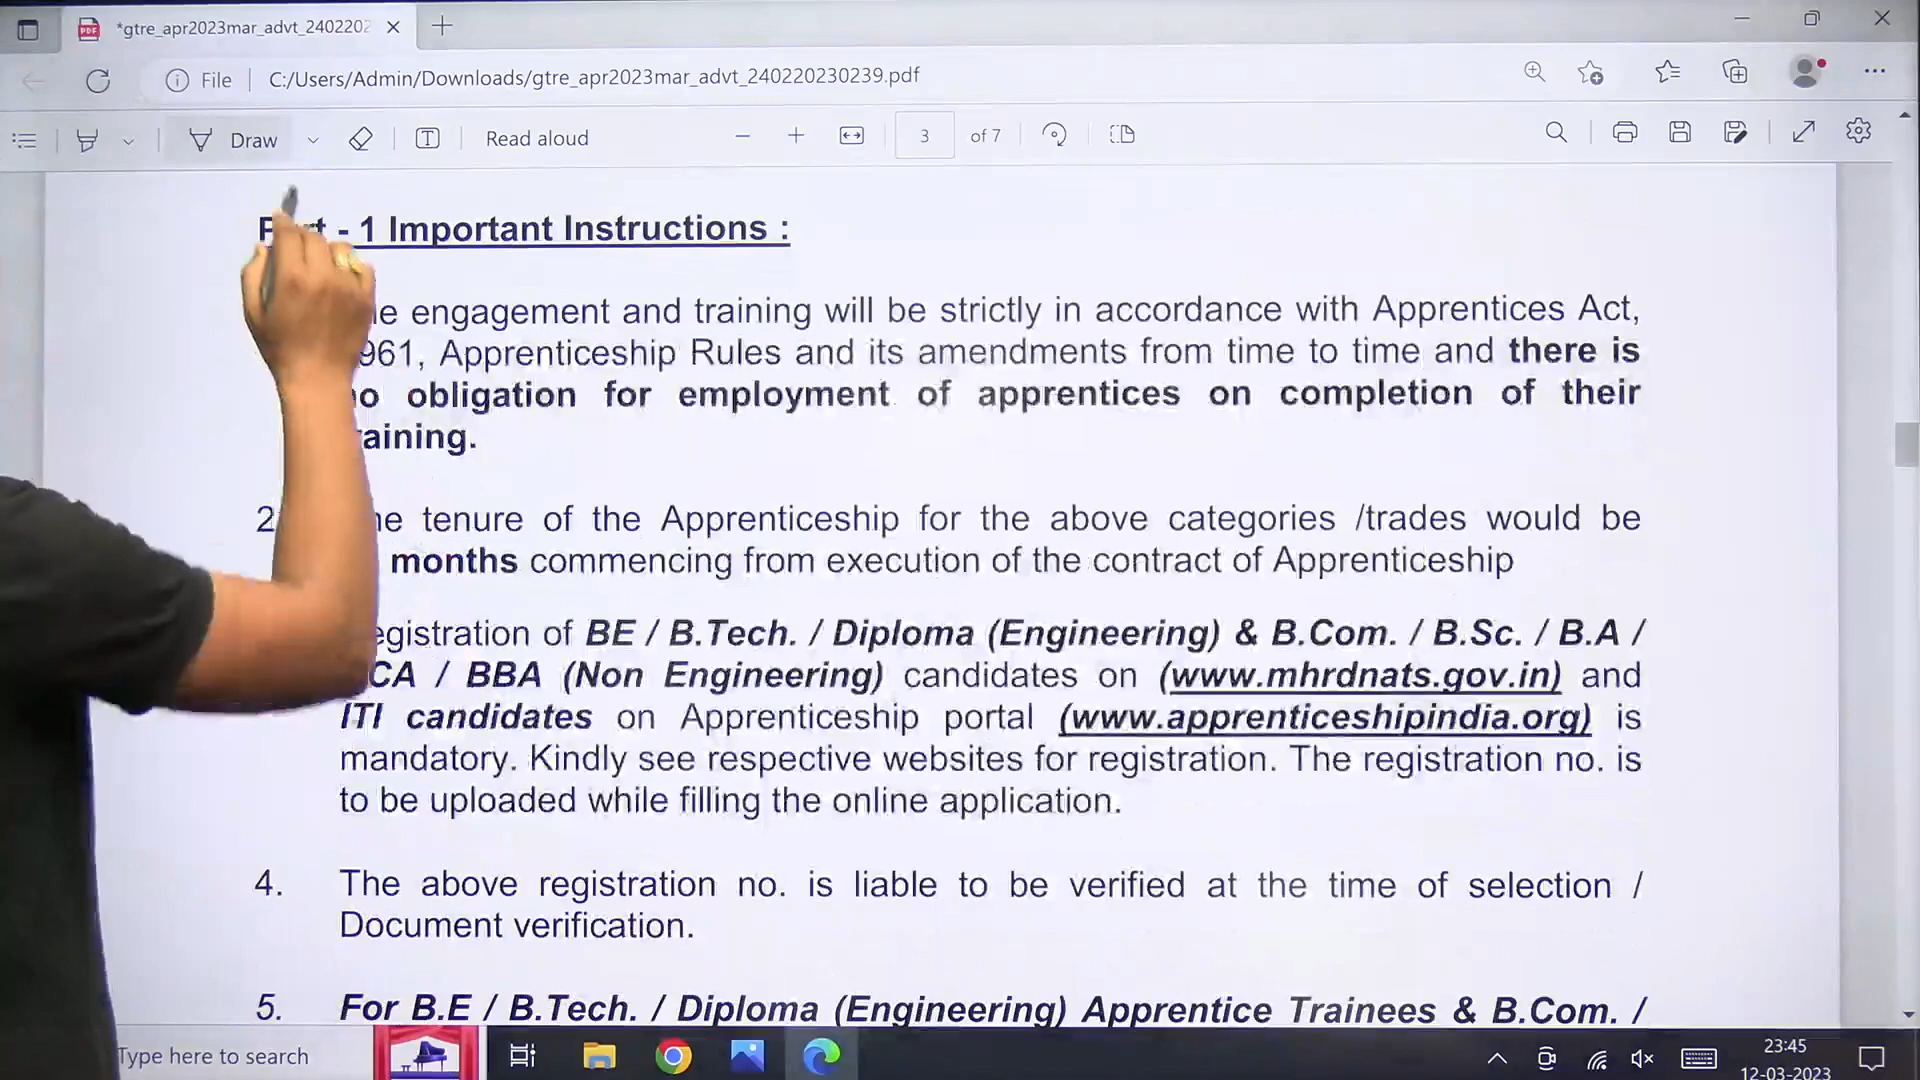 *gtre_apr2023mar_advt_2402202
File
C:/Users/Admin/Downloads/gtre_apr2023mar_advt_240220230239.pdf
Draw
Read aloud
3 of 7
- 1 Important Instructions :
engagement and training will be strictly in accordance with Apprentices Act,
961, Apprenticeship Rules and its amendments from time to time and there is
obligation for employment of apprentices on completion of their
aining.
2
tenure of the Apprenticeship for the above categories /trades would be
months commencing from execution of the contract of Apprenticeship
egistration of BE / B.Tech. / Diploma (Engineering) & B.Com. / B.Sc. / B.A /
CA / BBA (Non Engineering) candidates on (www.mhrdnats.gov.in) and
ITI candidates on Apprenticeship portal (www.apprenticeshipindia.org) is
mandatory. Kindly see respective websites for registration. The registration no. is
to be uploaded while filling the online application.
4. The above registration no. is liable to be verified at the time of selection /
Document verification.
5. For B.E / B.Tech. / Diploma (Engineering) Apprentice Trainees & B.Com. /
Type here to search
23:45
12-03-2023